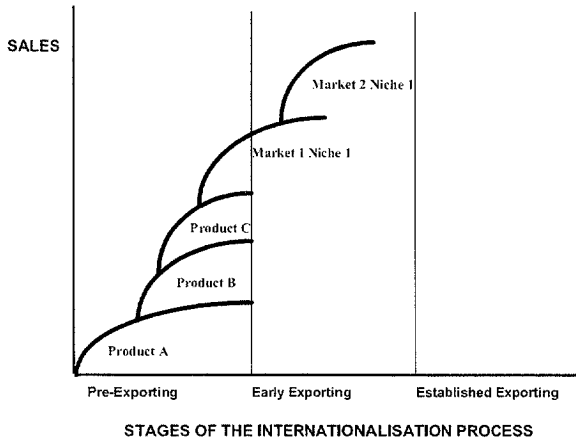 SALES
Market 2 Niche 1
Market 1 Niche 1
Product C
Product B
Product A
Pre-Exporting Early Exporting Established Exporting
STAGES OF THE INTERNATIONALISATION PROCESS